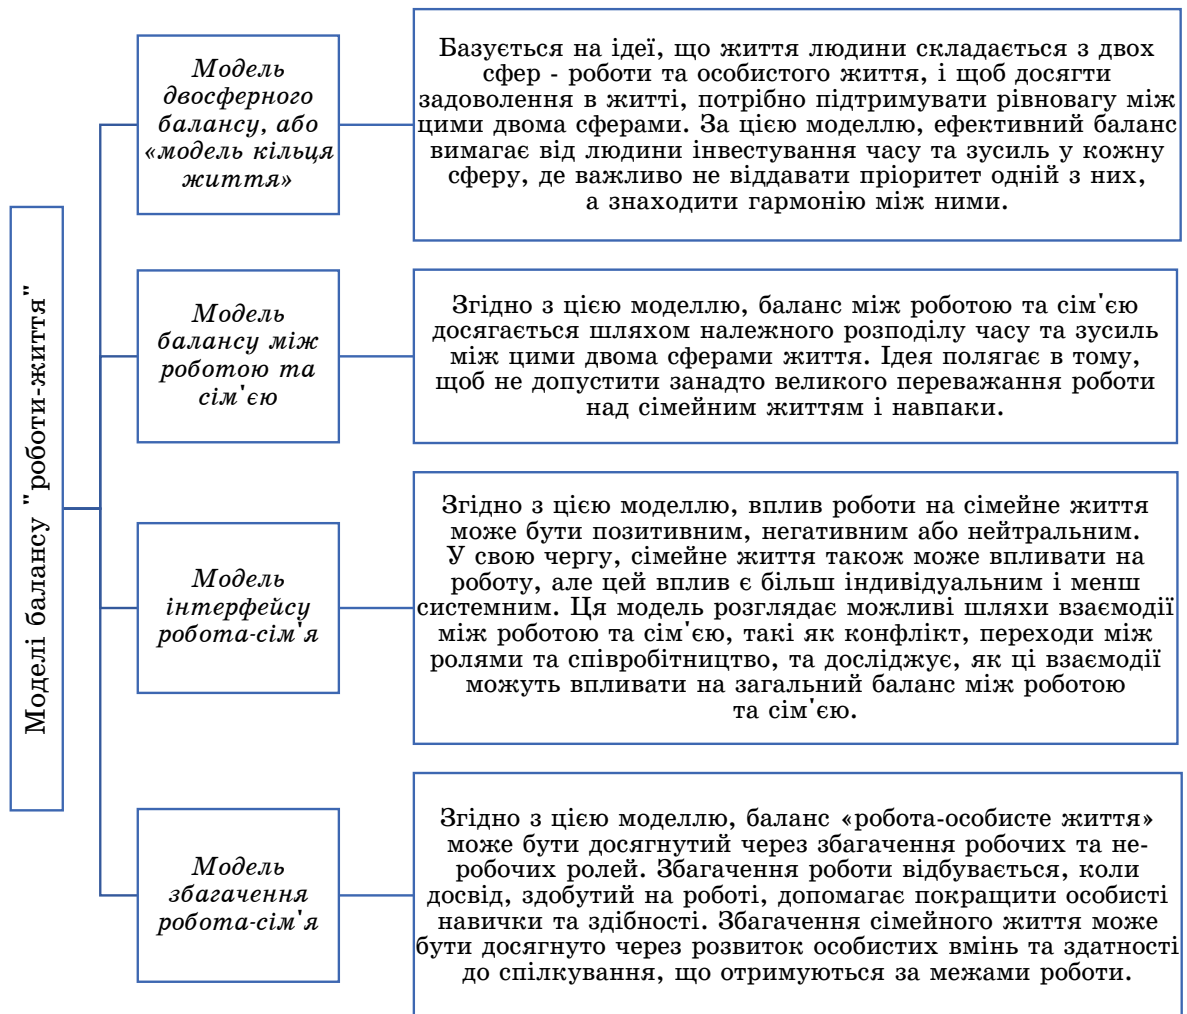 Моделі балансу "роботи-життя"
Модель
двосферного
балансу, або
«модель кільця
життя»
Базується на ідеї, що життя людини складається з двох
сфер - роботи та особистого життя, і щоб досягти
задоволення в житті, потрібно підтримувати рівновагу між
цими двома сферами. За цією моделлю, ефективний баланс
вимагає від людини інвестування часу та зусиль у кожну
сферу, де важливо не віддавати пріоритет одній з них,
а знаходити гармонію між ними.
Модель
балансу між
роботою та
сім'єю
Згідно з цією моделлю, баланс між роботою та сім'єю
досягається шляхом належного розподілу часу та зусиль
між цими двома сферами життя. Ідея полягає в тому,
щоб не допустити занадто великого переважання роботи
над сімейним життям і навпаки.
Модель
інтерфейсу
робота-сім'я
Згідно з цією моделлю, вплив роботи на сімейне життя
може бути позитивним, негативним або нейтральним.
У свою чергу, сімейне життя також може впливати на
роботу, але цей вплив є більш індивідуальним і менш
системним. Ця модель розглядає можливі шляхи взаємодії
між роботою та сім'єю, такі як конфлікт, переходи між
ролями та співробітництво, та досліджує, як ці взаємодії
можуть впливати на загальний баланс між роботою
та сім'єю.
Модель
збагачення
робота-сім'я
Згідно з цією моделлю, баланс «робота-особисте життя»
може бути досягнутий через збагачення робочих та не-
робочих ролей. Збагачення роботи відбувається, коли
досвід, здобутий на роботі, допомагає покращити особисті
навички та здібності. Збагачення сімейного життя може
бути досягнуто через розвиток особистих вмінь та здатності
до спілкування, що отримуються за межами роботи.